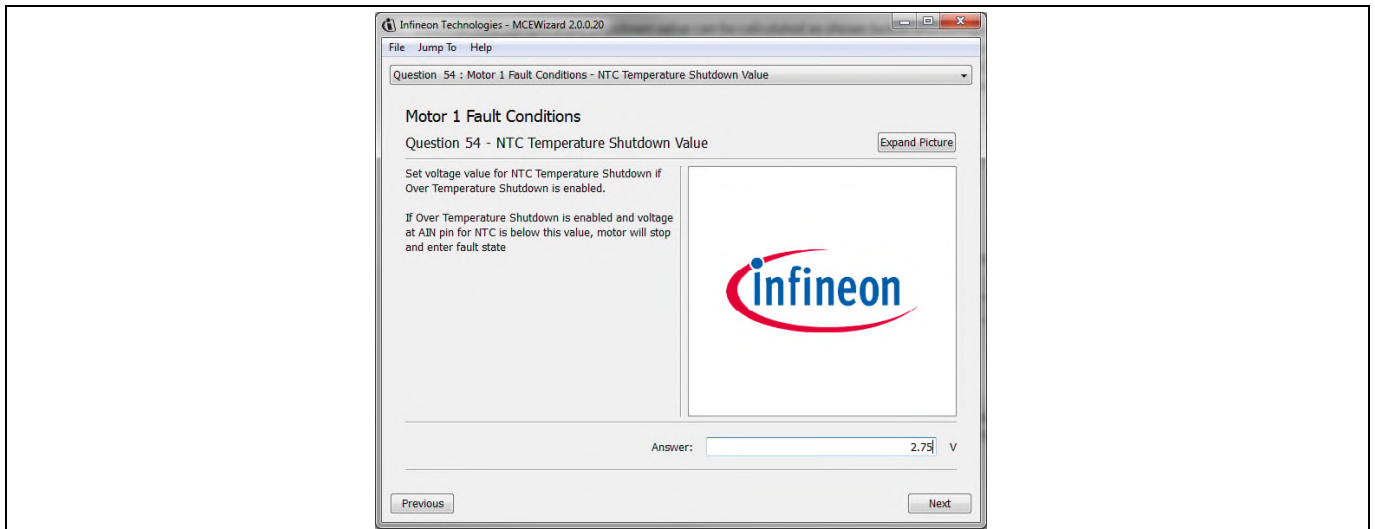 Infineon Technologies - MCEWizard 2.0.0.20
File Jump To Help
Question 54 : Motor 1 Fault Conditions - NTC Temperature Shutdown Value
Motor 1 Fault Conditions
Question 54 - NTC Temperature Shutdown Value
Expand Picture
Set voltage value for NTC Temperature Shutdown if
Over Temperature Shutdown is enabled.
If Over Temperature Shutdown is enabled and voltage
at AIN pin for NTC is below this value, motor will stop
and enter fault state
infineon
Answer: 2.75 V
Previous Next